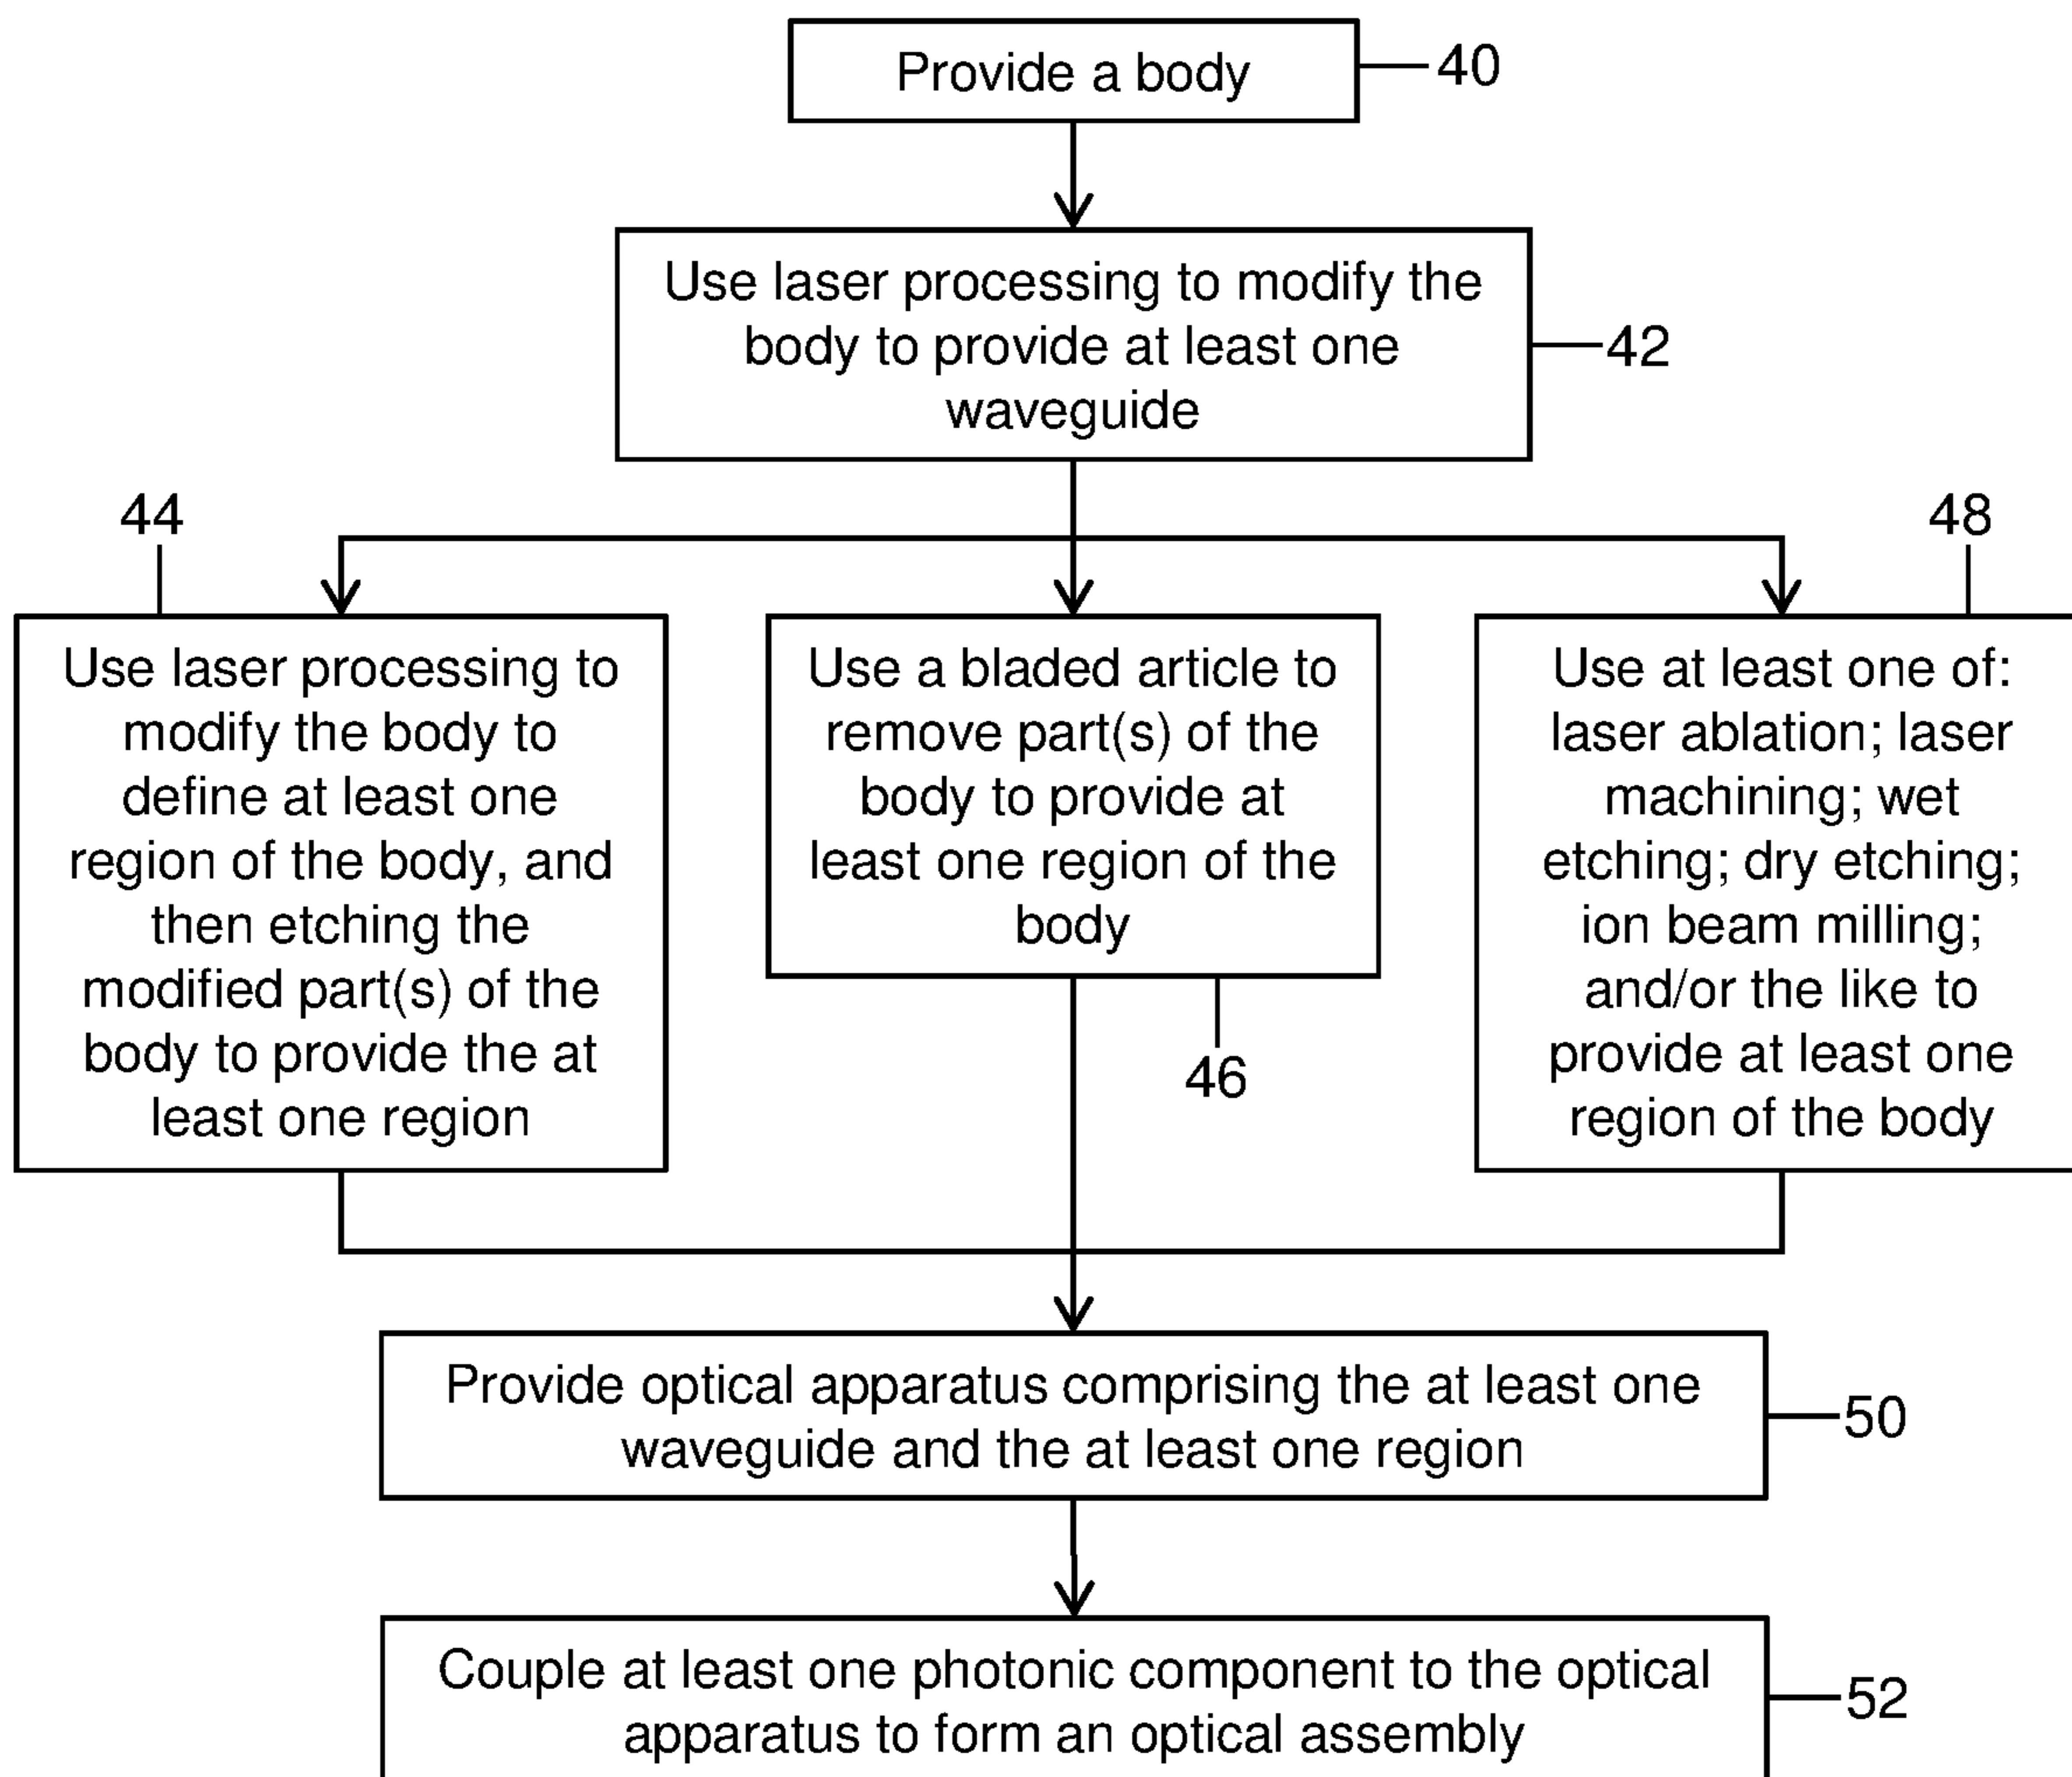 Provide a body
40
Use laser processing to modify the
body to provide at least one
waveguide
42
44
48
Use laser processing to
modify the body to
define at least one
region of the body, and
then etching the
modified part(s) of the
body to provide the at
least one region
Use a bladed article to
remove part(s) of the
body to provide at
least one region of the
body
46
Use at least one of:
laser ablation; laser
machining; wet
etching; dry etching;
ion beam milling;
and/or the like to
provide at least one
region of the body
Provide optical apparatus comprising the at least one
waveguide and the at least one region
50
Couple at least one photonic component to the optical
apparatus to form an optical assembly
52